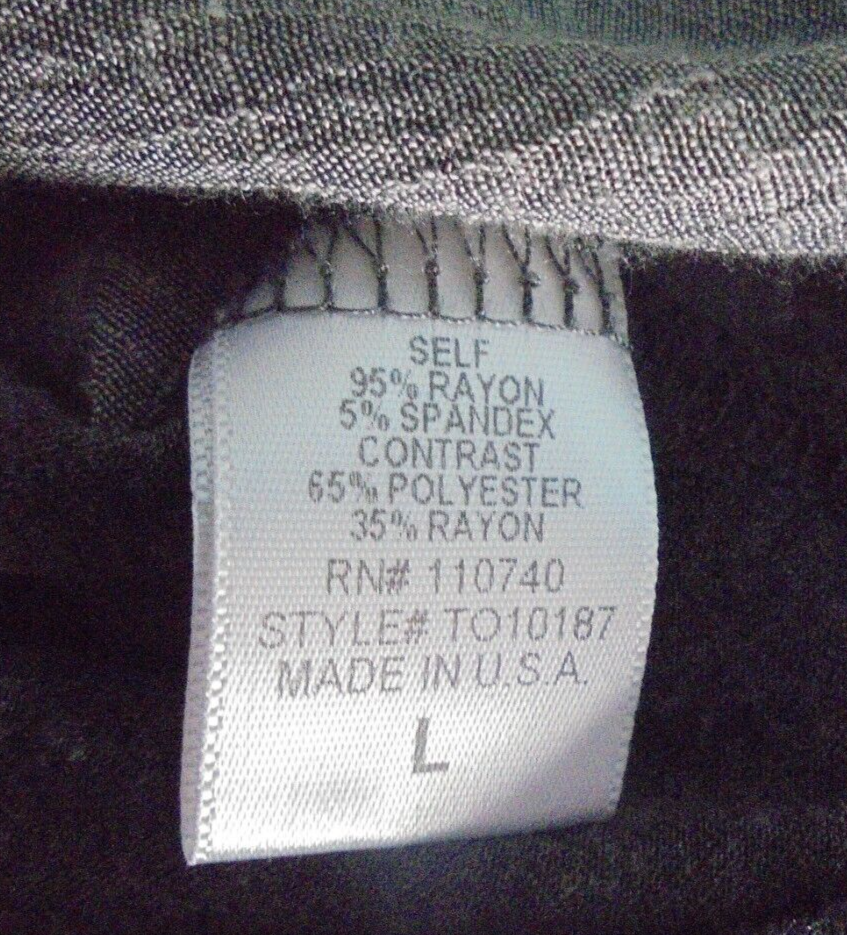 SELF
95% RAYON
5% SPANDEX
CONTRAST
65% POLYESTER
35% RAYON
RN# 110740
STYLE# TO10187
MADE IN U.S.A.
L